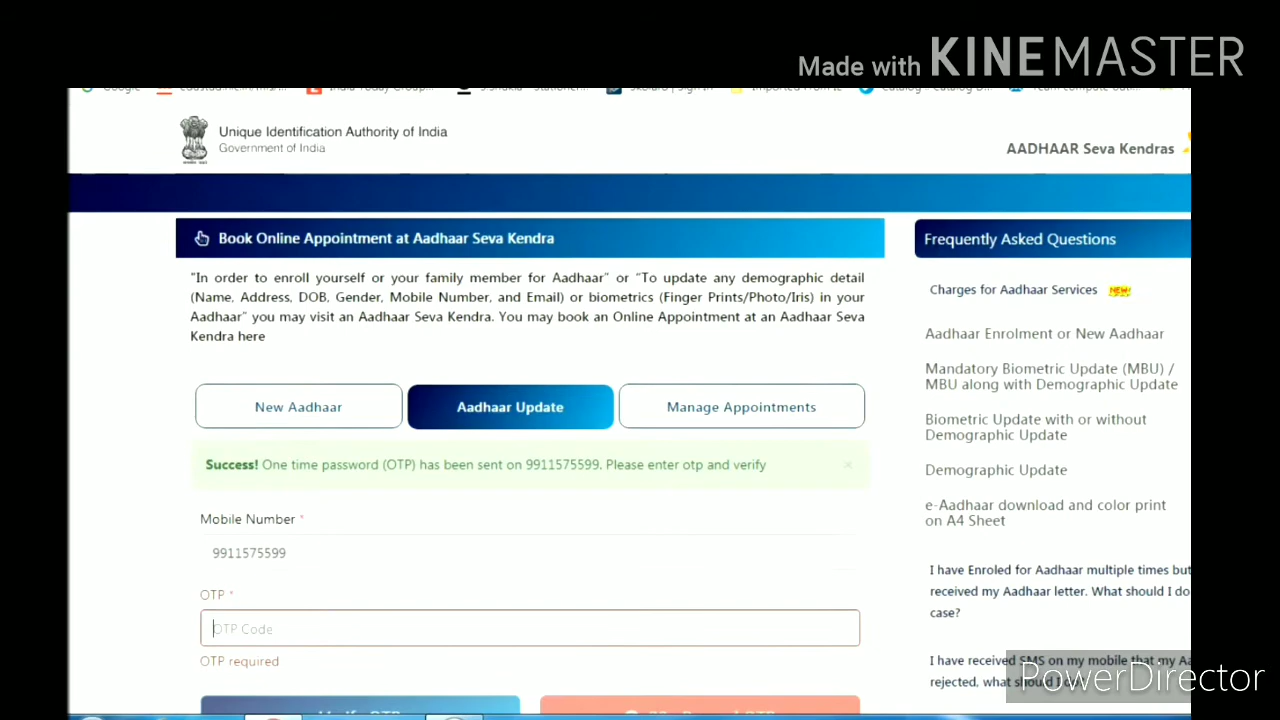 Made with KINEMASTER
Google
Unique Identification Authority of India
Government of India
AADHAAR Seva Kendras
Book Online Appointment at Aadhaar Seva Kendra
"In order to enroll yourself or your family member for Aadhaar" or "To update any demographic detail
(Name, Address, DOB, Gender, Mobile Number, and Email) or biometrics (Finger Prints/Photo/Iris) in your
Aadhaar" you may visit an Aadhaar Seva Kendra. You may book an Online Appointment at an Aadhaar Seva
Kendra here
New Aadhaar
Aadhaar Update
Manage Appointments
Success! One time password (OTP) has been sent on 9911575599. Please enter otp and verify ×
Mobile Number *
9911575599
OTP *
OTP Code
OTP required
Verify OTP
Frequently Asked Questions
Charges for Aadhaar Services NEW!
Aadhaar Enrolment or New Aadhaar
Mandatory Biometric Update (MBU) /
MBU along with Demographic Update
Biometric Update with or without
Demographic Update
Demographic Update
e-Aadhaar download and color print
on A4 Sheet
I have Enroled for Aadhaar multiple times but
received my Aadhaar letter. What should I do
case?
I have received SMS on my mobile that my
rejected, what should I
PowerDirector